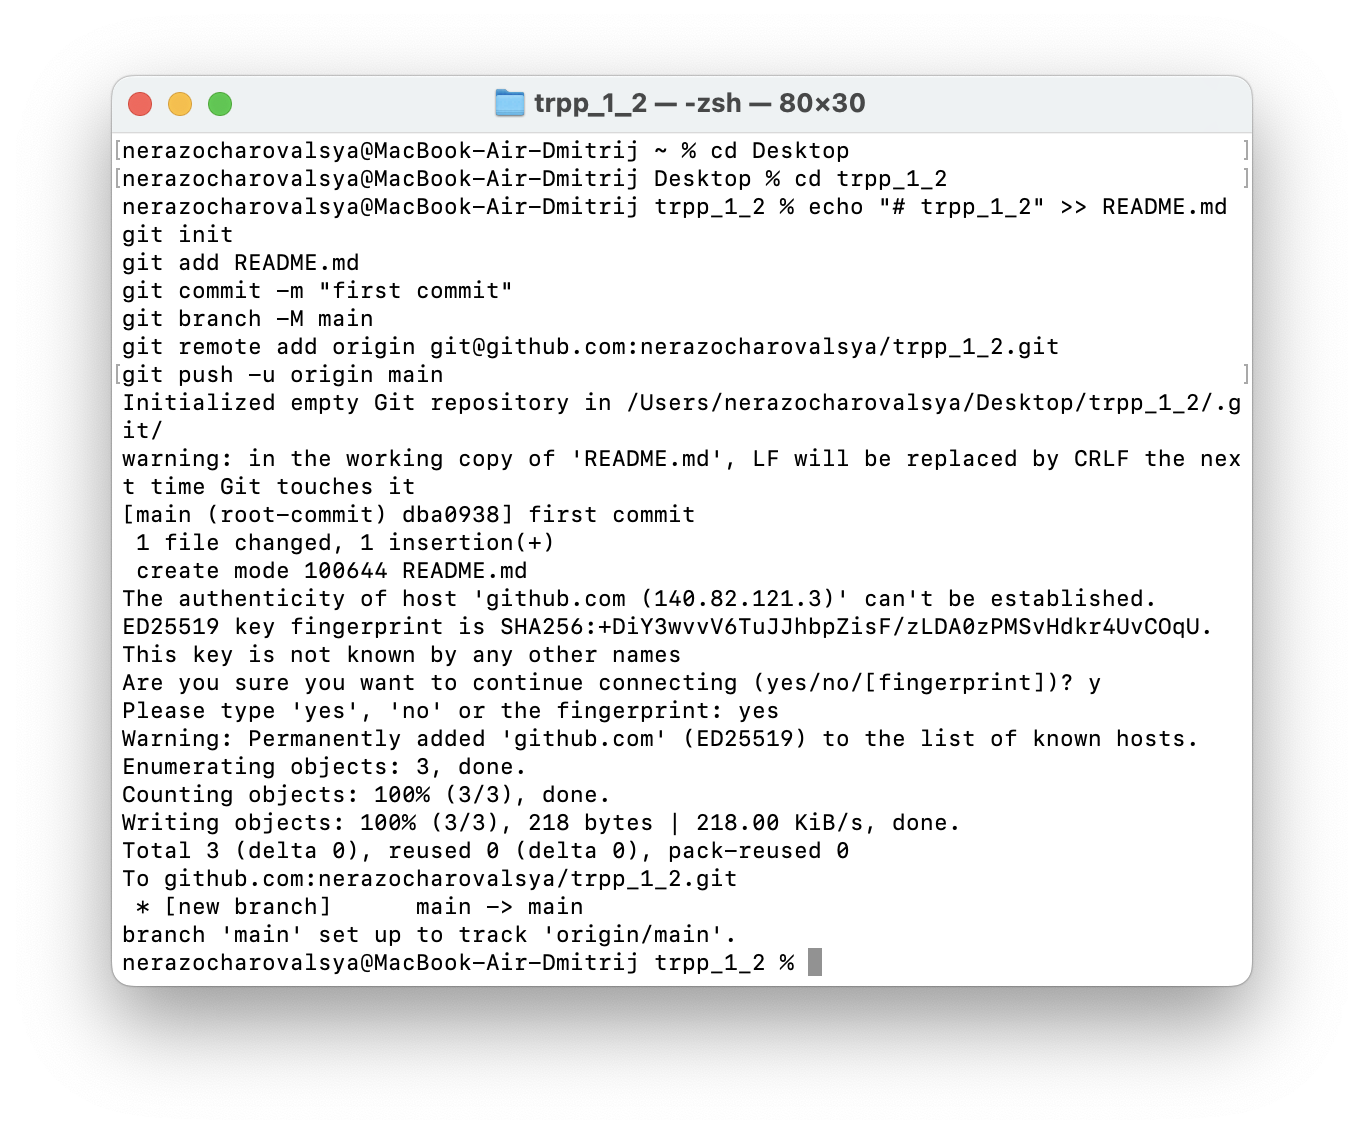 trpp_1_2 — -zsh — 80×30
nerazocharovalsya@MacBook-Air-Dmitrij ~ % cd Desktop
nerazocharovalsya@MacBook-Air-Dmitrij Desktop % cd trpp_1_2
nerazocharovalsya@MacBook-Air-Dmitrij trpp_1_2 % echo "# trpp_1_2" >> README.md
git init
git add README.md
git commit -m "first commit"
git branch -M main
git remote add origin git@github.com:nerazocharovalsya/trpp_1_2.git
git push -u origin main
Initialized empty Git repository in /Users/nerazocharovalsya/Desktop/trpp_1_2/.g
it/
warning: in the working copy of 'README.md', LF will be replaced by CRLF the nex
t time Git touches it
[main (root-commit) dba0938] first commit
 1 file changed, 1 insertion(+)
 create mode 100644 README.md
The authenticity of host 'github.com (140.82.121.3)' can't be established.
ED25519 key fingerprint is SHA256:+DiY3wvvV6TuJJhbpZisF/zLDA0zPMSvHdkr4UvCOqU.
This key is not known by any other names
Are you sure you want to continue connecting (yes/no/[fingerprint])? y
Please type 'yes', 'no' or the fingerprint: yes
Warning: Permanently added 'github.com' (ED25519) to the list of known hosts.
Enumerating objects: 3, done.
Counting objects: 100% (3/3), done.
Writing objects: 100% (3/3), 218 bytes | 218.00 KiB/s, done.
Total 3 (delta 0), reused 0 (delta 0), pack-reused 0
To github.com:nerazocharovalsya/trpp_1_2.git
 * [new branch]      main -> main
branch 'main' set up to track 'origin/main'.
nerazocharovalsya@MacBook-Air-Dmitrij trpp_1_2 %